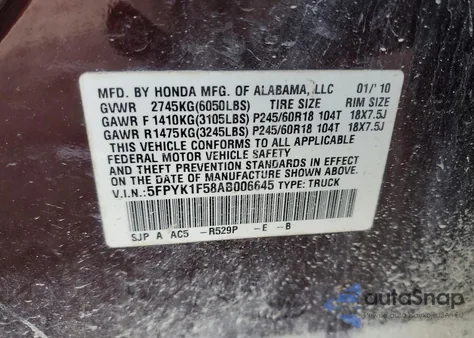 MFD. BY HONDA MFG. OF ALABAMA, LLC 01/'10
GVWR 2745KG(6050LBS) TIRE SIZE RIM SIZE
GAWR F 1410KG(3105LBS) P245/60R18 104T 18X7.5J
GAWR R1475KG(3245LBS) P245/60R18 104T 18X7.5J
THIS VEHICLE CONFORMS TO ALL APPLICABLE
FEDERAL MOTOR VEHICLE SAFETY
AND THEFT PREVENTION STANDARDS IN EFFECT
ON THE DATE OF MANUFACTURE SHOWN ABOVE.
V.I.N.: 5FPYK1F58AB006645 TYPE: TRUCK
SJP A AC5 -R529P -E -B
autoSnap